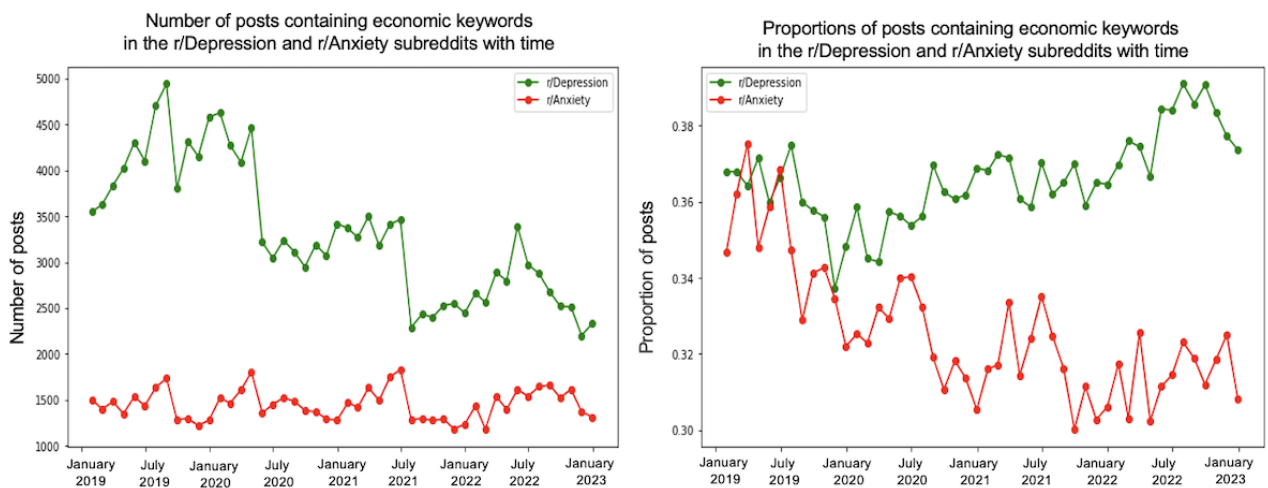 Number of posts containing economic keywords
in the r/Depression and r/Anxiety subreddits with time
r/Depression
r/Anxiety
Number of posts
5000
4500
4000
3500
3000
2500
2000
1500
1000
January 2019
July 2019
January 2020
July 2020
January 2021
July 2021
January 2022
July 2022
January 2023
Proportions of posts containing economic keywords
in the r/Depression and r/Anxiety subreddits with time
r/Depression
r/Anxiety
Proportion of posts
0.38
0.36
0.34
0.32
0.30
January 2019
July 2019
January 2020
July 2020
January 2021
July 2021
January 2022
July 2022
January 2023